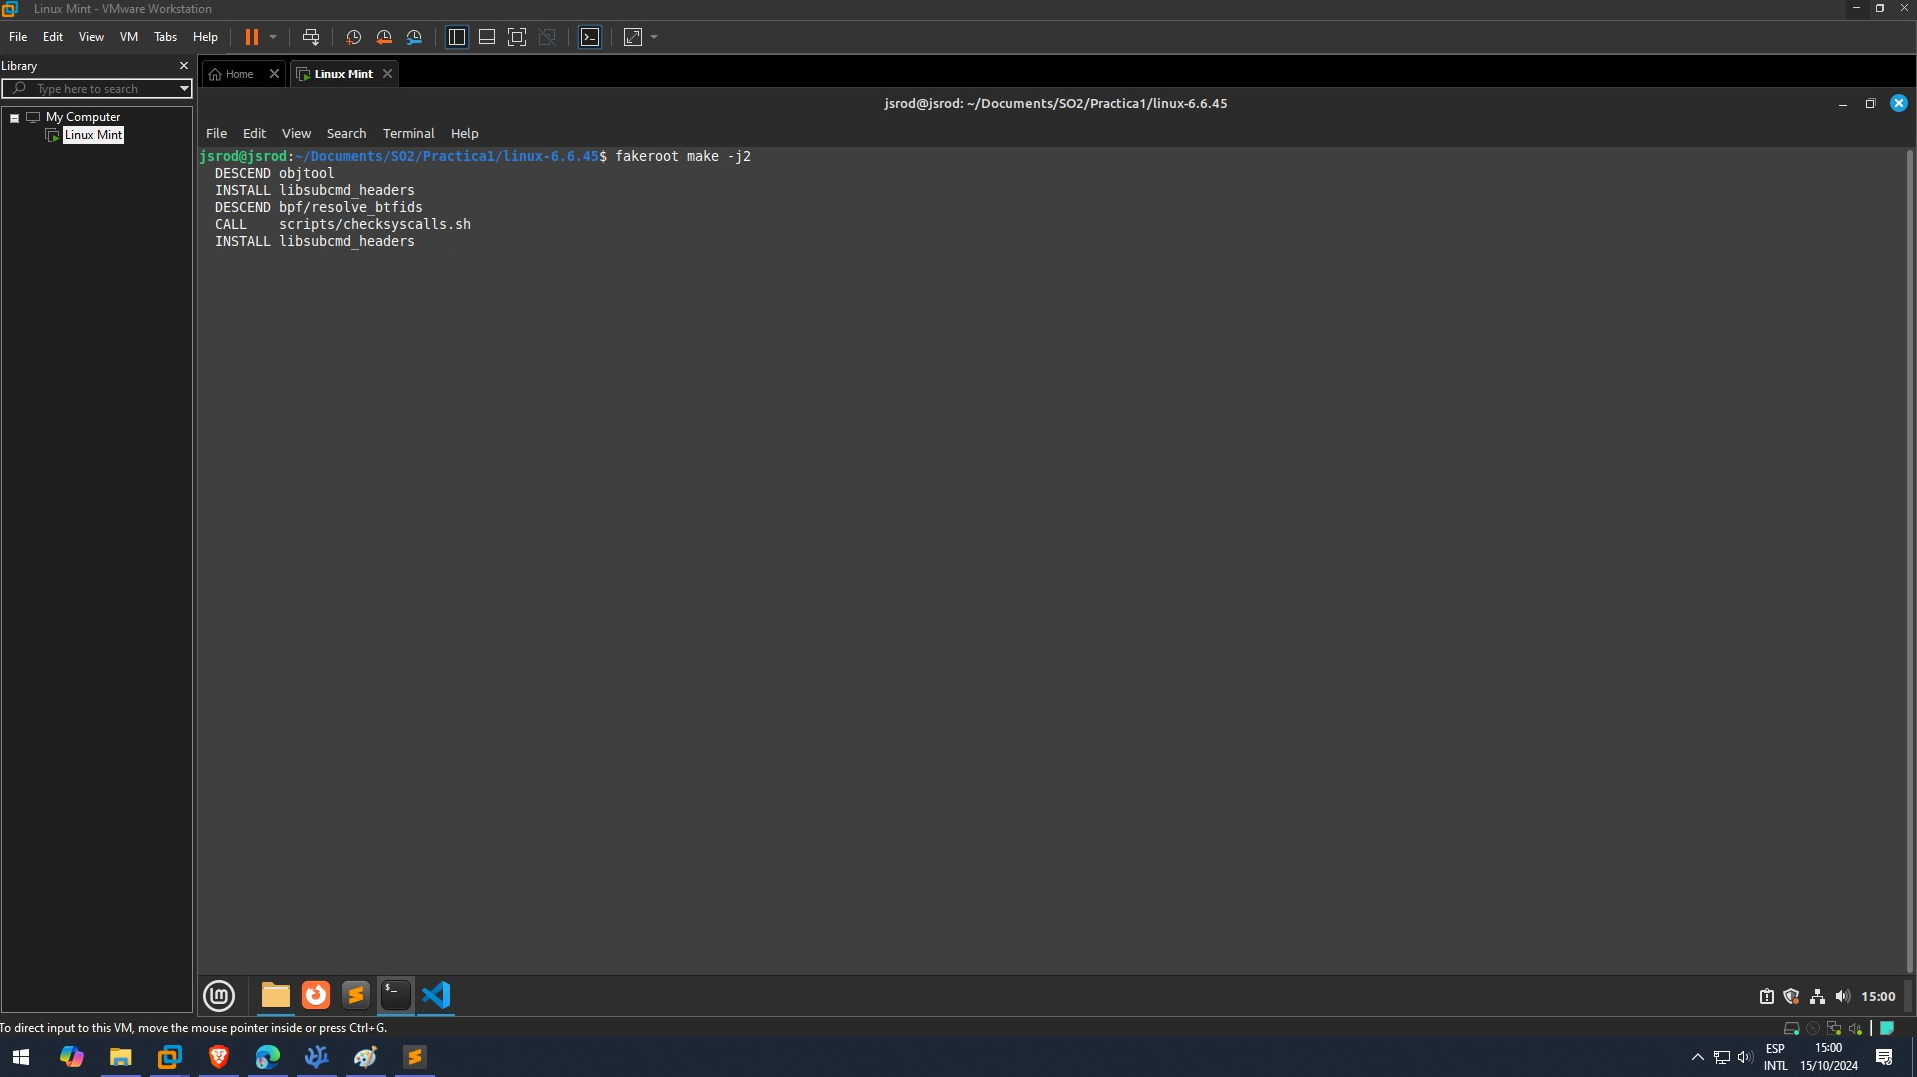 Linux Mint - VMware Workstation
File Edit View VM Tabs Help
Library
Type here to search
My Computer
Linux Mint
Home
Linux Mint
jsrod@jsrod: ~/Documents/SO2/Practica1/linux-6.6.45
File Edit View Search Terminal Help
jsrod@jsrod:~/Documents/SO2/Practica1/linux-6.6.45$ fakeroot make -j2
DESCEND objtool
INSTALL libsubcmd_headers
DESCEND bpf/resolve_btfids
CALL    scripts/checksyscalls.sh
INSTALL libsubcmd_headers
15:00
To direct input to this VM, move the mouse pointer inside or press Ctrl+G.
ESP
INTL
15:00
15/10/2024